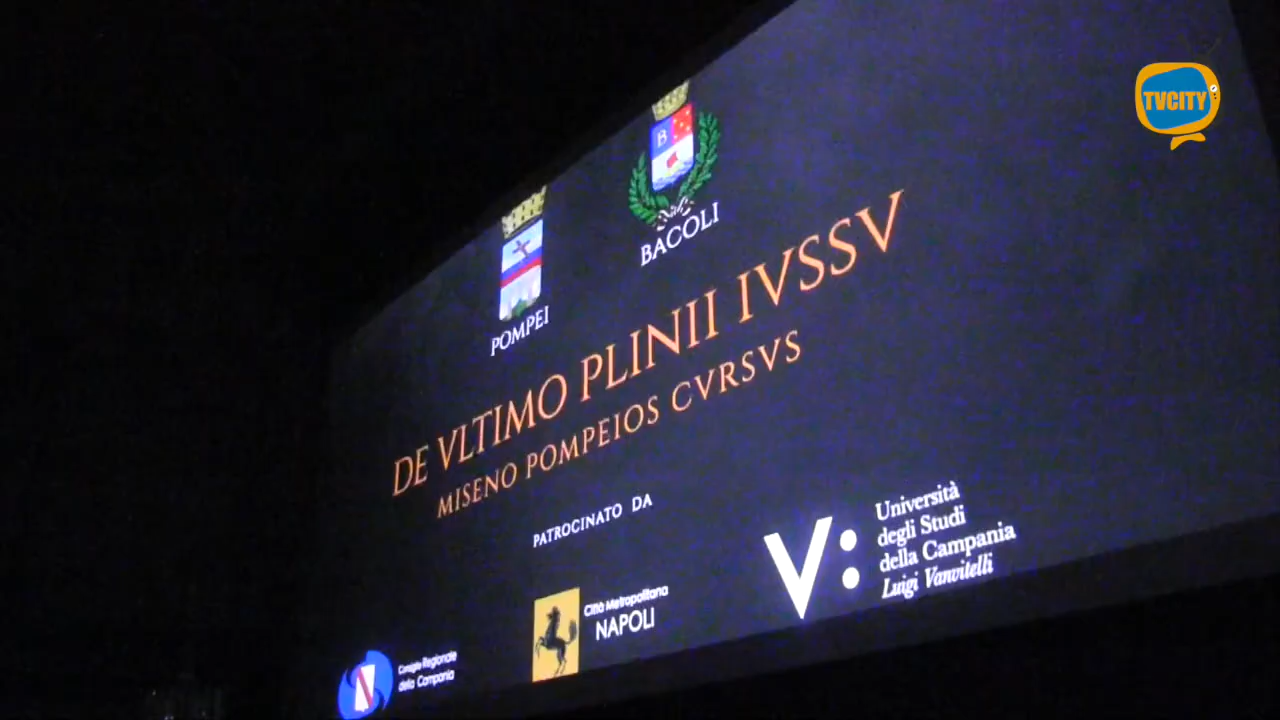 TVCITY
B
BACOLI
POMPEI
DE VLTIMO PLINII IVSSV
MISENO POMPEIOS CVRSVS
PATROCINATO DA
V:
Università
degli Studi
della Campania
Luigi Vanvitelli
Città Metropolitana
NAPOLI
Consiglio Regionale
della Campania